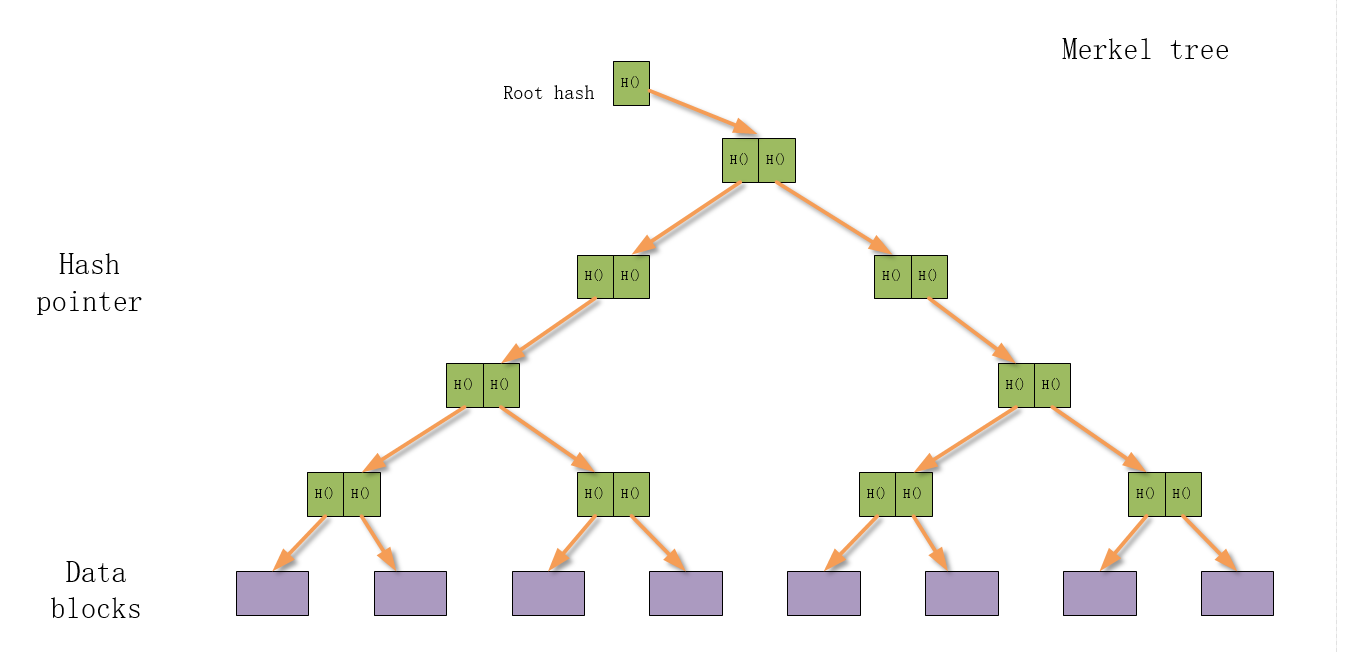 Merkel tree
H()
Root hash
H() H()
Hash
pointer
H() H() H() H()
H() H() H() H()
H() H() H() H() H() H() H() H()
Data
blocks